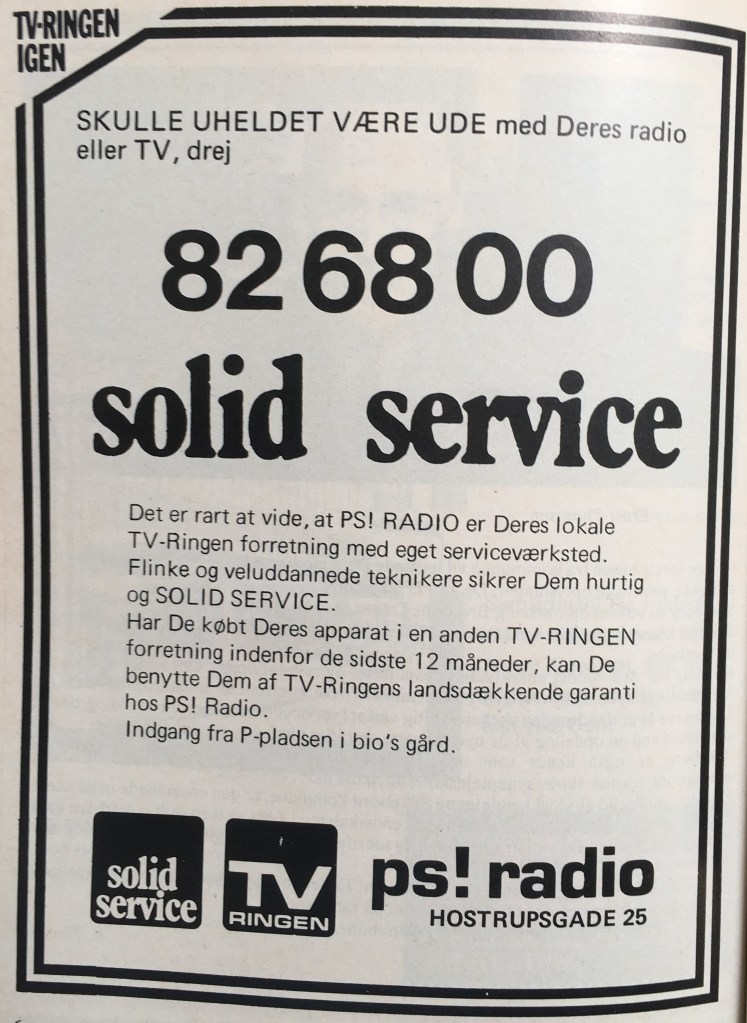 TV-RINGEN
IGEN
SKULLE UHELDET VÆRE UDE med Deres radio
eller TV, drej
82 68 00
solid service
Det er rart at vide, at PS! RADIO er Deres lokale
TV-Ringen forretning med eget serviceværksted.
Flinke og veluddannede teknikere sikrer Dem hurtig
og SOLID SERVICE.
Har De købt Deres apparat i en anden TV-RINGEN
forretning indenfor de sidste 12 måneder, kan De
benytte Dem af TV-Ringens landsdækkende garanti
hos PS! Radio.
Indgang fra P-pladsen i bio's gård.
solid
service
TV
RINGEN
ps! radio
HOSTRUPSGADE 25